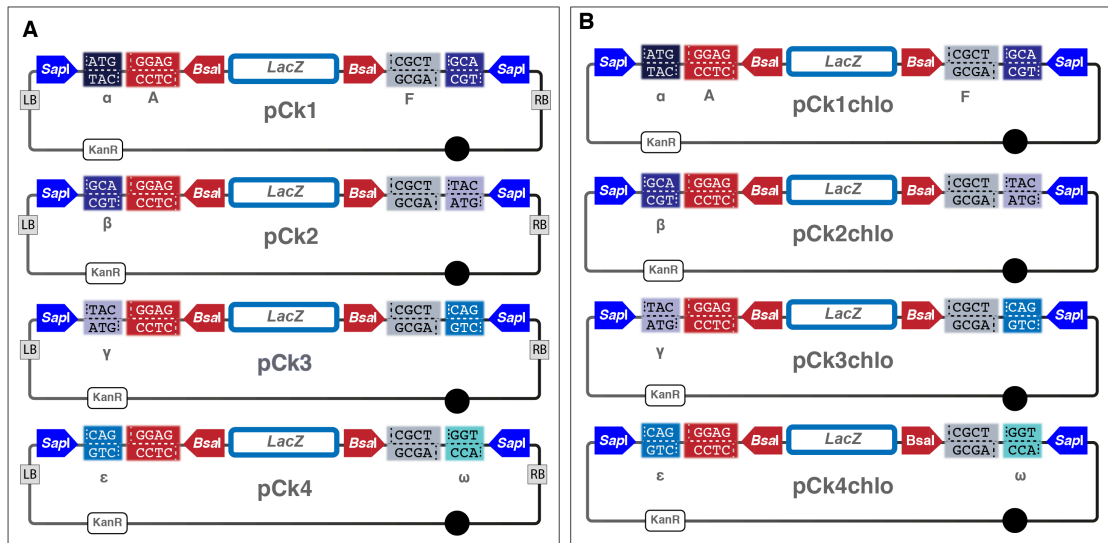 A
SapI ATG TAC GGAG CCTC BsaI LacZ BsaI CGCT GCGA GCA CGT SapI
LB α A F RB
pCk1
KanR
SapI GCA CGT GGAG CCTC BsaI LacZ BsaI CGCT GCGA TAC ATG SapI
LB β RB
pCk2
KanR
SapI TAC ATG GGAG CCTC BsaI LacZ BsaI CGCT GCGA CAG GTC SapI
LB γ RB
pCk3
KanR
SapI CAG GTC GGAG CCTC BsaI LacZ BsaI CGCT GCGA GGT CCA SapI
LB ε ω RB
pCk4
KanR
B
SapI ATG TAC GGAG CCTC BsaI LacZ BsaI CGCT GCGA GCA CGT SapI
α A F
pCk1chlo
KanR
SapI GCA CGT GGAG CCTC BsaI LacZ BsaI CGCT GCGA TAC ATG SapI
β
pCk2chlo
KanR
SapI TAC ATG GGAG CCTC BsaI LacZ BsaI CGCT GCGA CAG GTC SapI
γ
pCk3chlo
KanR
SapI CAG GTC GGAG CCTC BsaI LacZ BsaI CGCT GCGA GGT CCA SapI
ε ω
pCk4chlo
KanR